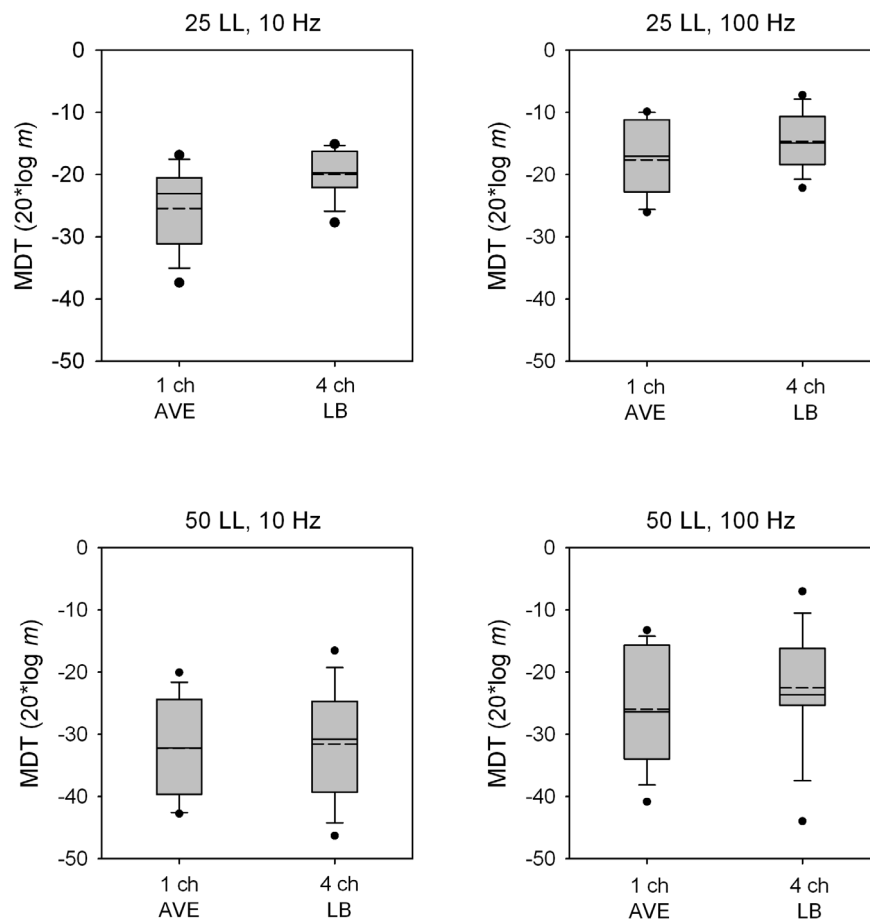 25 LL, 10 Hz
MDT (20*log m)
0
-10
-20
-30
-40
-50
1 ch
AVE
4 ch
LB
25 LL, 100 Hz
MDT (20*log m)
0
-10
-20
-30
-40
-50
1 ch
AVE
4 ch
LB
50 LL, 10 Hz
MDT (20*log m)
0
-10
-20
-30
-40
-50
1 ch
AVE
4 ch
LB
50 LL, 100 Hz
MDT (20*log m)
0
-10
-20
-30
-40
-50
1 ch
AVE
4 ch
LB